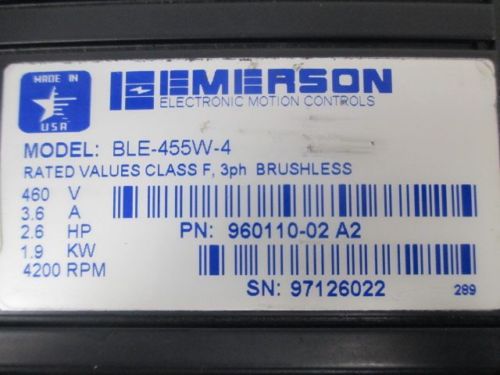 MADE IN
USA
EMERSON
ELECTRONIC MOTION CONTROLS
MODEL: BLE-455W-4
RATED VALUES CLASS F, 3ph BRUSHLESS
460 V
3.6 A
2.6 HP
1.9 KW
4200 RPM
PN: 960110-02 A2
SN: 97126022
289